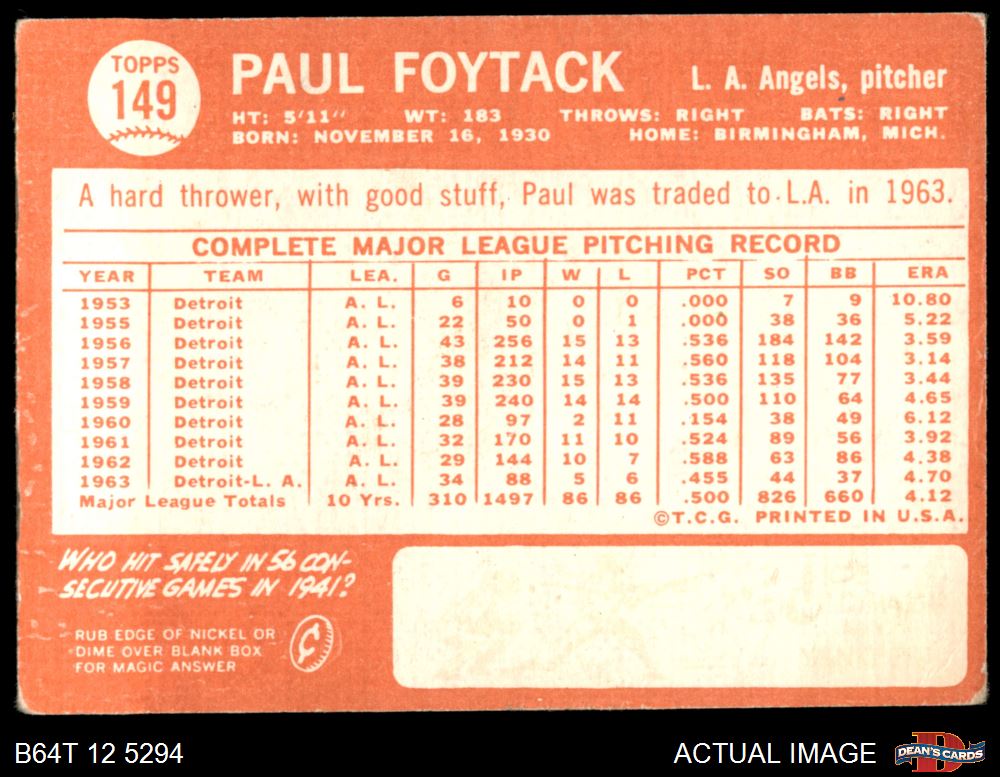 TOPPS
149
PAUL FOYTACK
L. A. Angels, pitcher
HT: 5'11" WT: 183 THROWS: RIGHT BATS: RIGHT
BORN: NOVEMBER 16, 1930 HOME: BIRMINGHAM, MICH.
A hard thrower, with good stuff, Paul was traded to L.A. in 1963.
COMPLETE MAJOR LEAGUE PITCHING RECORD
YEAR TEAM LEA. G IP W L PCT SO BB ERA
1953 Detroit A. L. 6 10 0 0 .000 7 9 10.80
1955 Detroit A. L. 22 50 0 1 .000 38 36 5.22
1956 Detroit A. L. 43 256 15 13 .536 184 142 3.59
1957 Detroit A. L. 38 212 14 11 .560 118 104 3.14
1958 Detroit A. L. 39 230 15 13 .536 135 77 3.44
1959 Detroit A. L. 39 240 14 14 .500 110 64 4.65
1960 Detroit A. L. 28 97 2 11 .154 38 49 6.12
1961 Detroit A. L. 32 170 11 10 .524 89 56 3.92
1962 Detroit A. L. 29 144 10 7 .588 63 86 4.38
1963 Detroit-L. A. A. L. 34 88 5 6 .455 44 37 4.70
Major League Totals 10 Yrs. 310 1497 86 86 .500 826 660 4.12
©T.C.G. PRINTED IN U.S.A.
WHO HIT SAFELY IN 56 CON-
SECUTIVE GAMES IN 1941?
RUB EDGE OF NICKEL OR
DIME OVER BLANK BOX
FOR MAGIC ANSWER
B64T 12 5294
ACTUAL IMAGE
DEAN'S CARDS